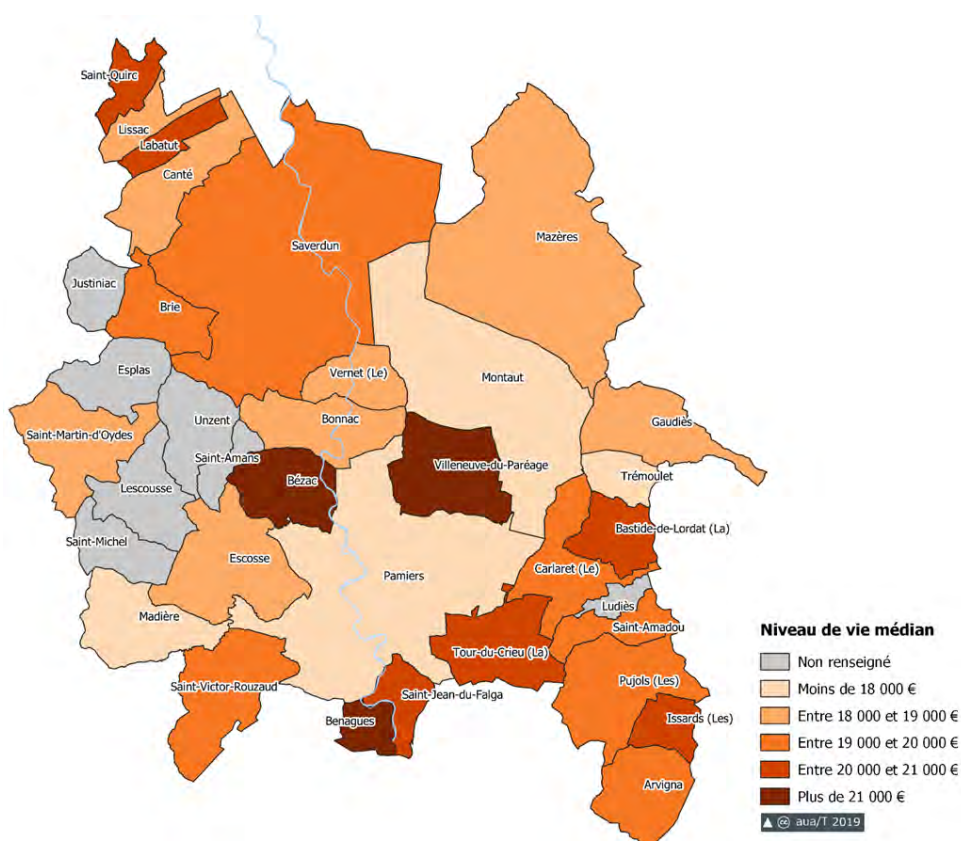 Saint-Quirc
Lissac
Labatut
Canté
Saverdun
Mazères
Justiniac
Brie
Esplas
Vernet (Le)
Montaut
Unzent
Bonnac
Gaudiès
Saint-Martin-d'Oydes
Saint-Amans
Villeneuve-du-Paréage
Trémoulet
Bézac
Lescousse
Bastide-de-Lordat (La)
Saint-Michel
Escosse
Pamiers
Carlaret (Le)
Ludiès
Madière
Saint-Amadou
Tour-du-Crieu (La)
Pujols (Les)
Saint-Victor-Rouzaud
Saint-Jean-du-Falga
Benagues
Issards (Les)
Arvigna
Niveau de vie médian
Non renseigné
Moins de 18 000 €
Entre 18 000 et 19 000 €
Entre 19 000 et 20 000 €
Entre 20 000 et 21 000 €
Plus de 21 000 €
▲ cc aua/T 2019